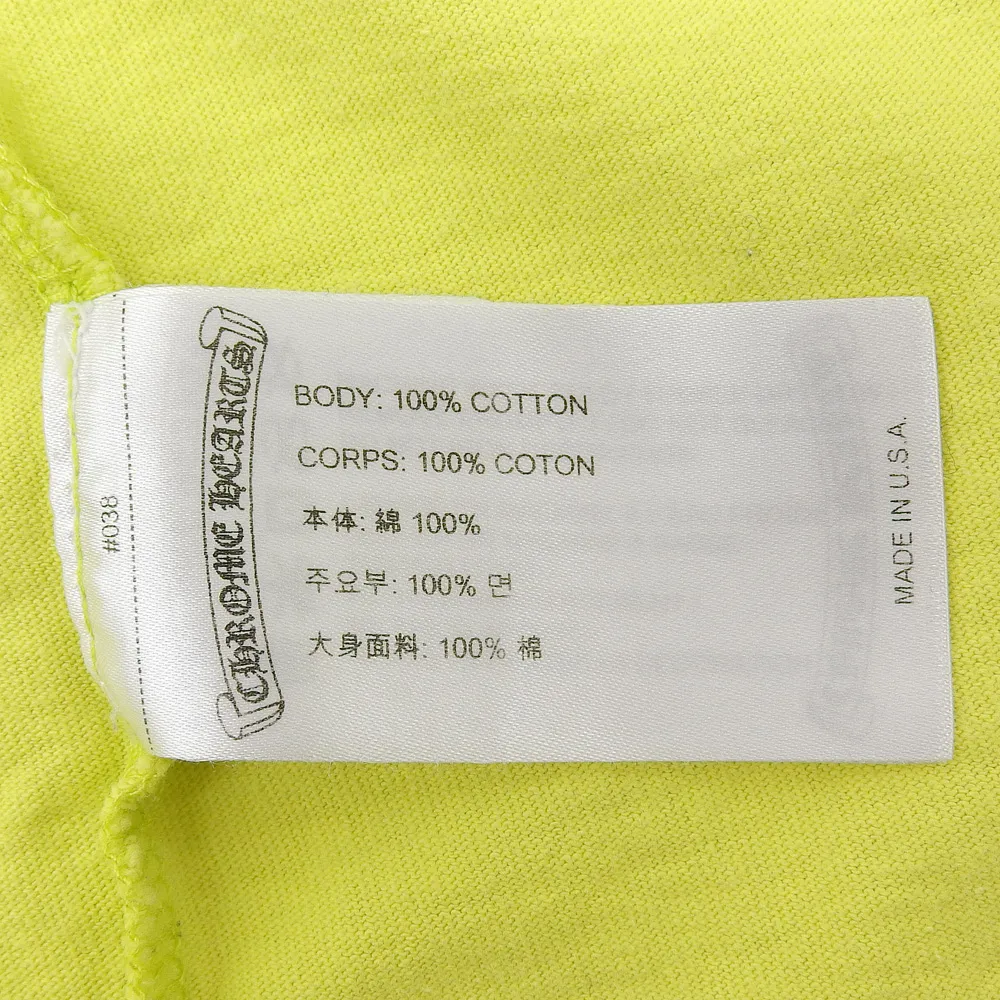 #038
CHROME HEARTS
BODY: 100% COTTON
CORPS: 100% COTON
本体: 綿 100%
주요부: 100% 면
大身面料: 100% 棉
MADE IN U.S.A.